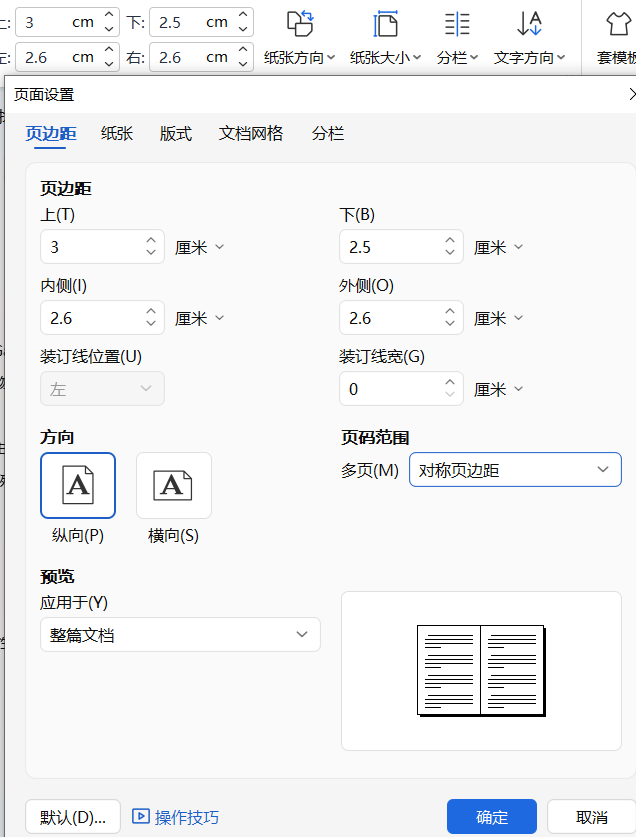 上: 3 cm 下: 2.5 cm
左: 2.6 cm 右: 2.6 cm 纸张方向 纸张大小 分栏 文字方向 套模板
页面设置
页边距 纸张 版式 文档网格 分栏
页边距
上(T) 下(B)
3 厘米 2.5 厘米
内侧(I) 外侧(O)
2.6 厘米 2.6 厘米
装订线位置(U) 装订线宽(G)
左 0 厘米
方向 页码范围
多页(M) 对称页边距
纵向(P) 横向(S)
预览
应用于(Y)
整篇文档
默认(D)... 操作技巧 确定 取消